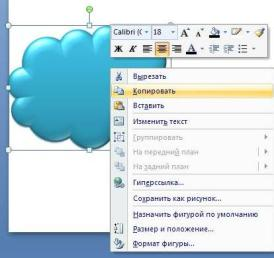 Calibri (С 18
Ж К A
Вырезать
Копировать
Вставить
Изменить текст
Группировать
На передний план
На задний план
Гиперссылка...
Сохранить как рисунок...
Назначить фигурой по умолчанию
Размер и положение...
Формат фигуры...